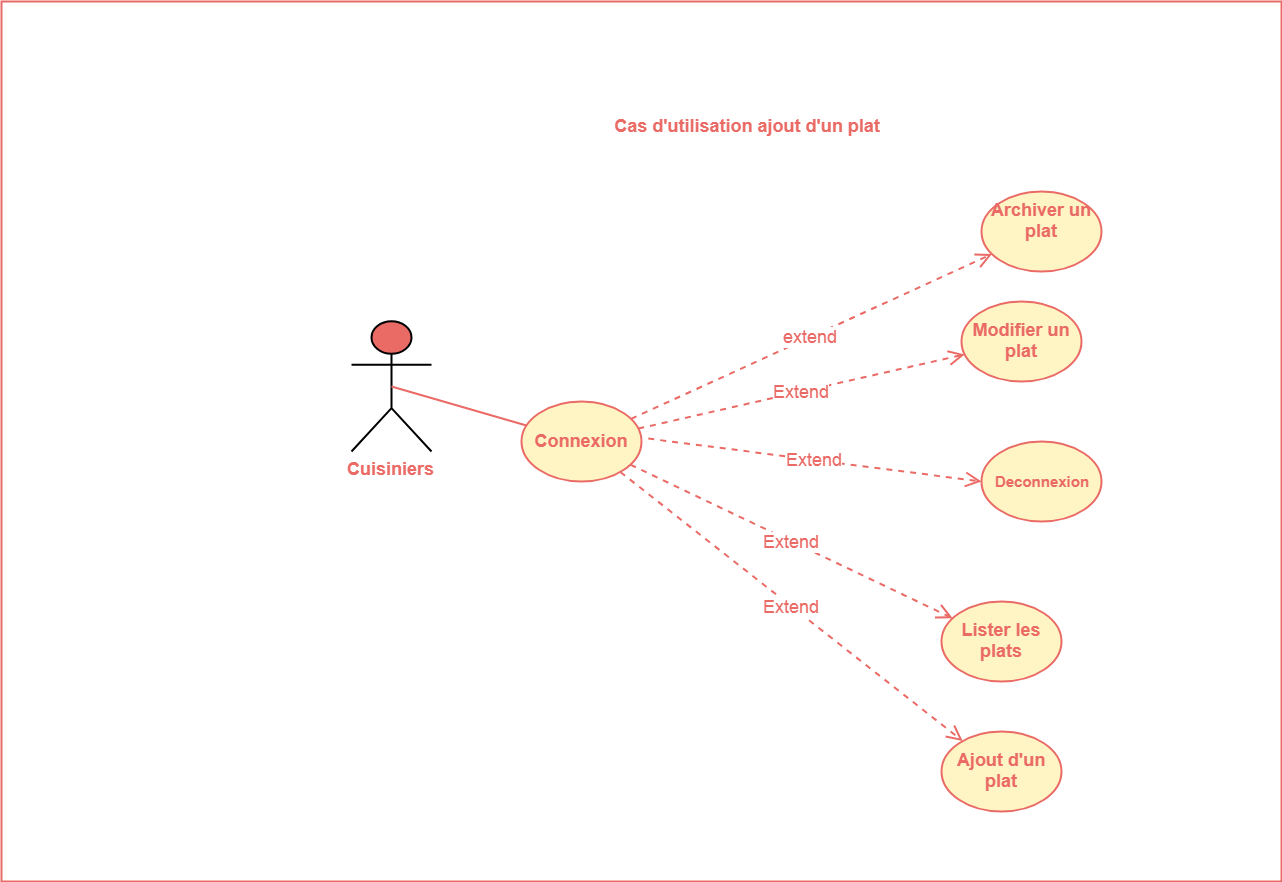 Cas d'utilisation ajout d'un plat
Archiver un
plat
extend
Modifier un
plat
Extend
Connexion
Cuisiniers
Extend
Deconnexion
Extend
Extend
Lister les
plats
Ajout d'un
plat